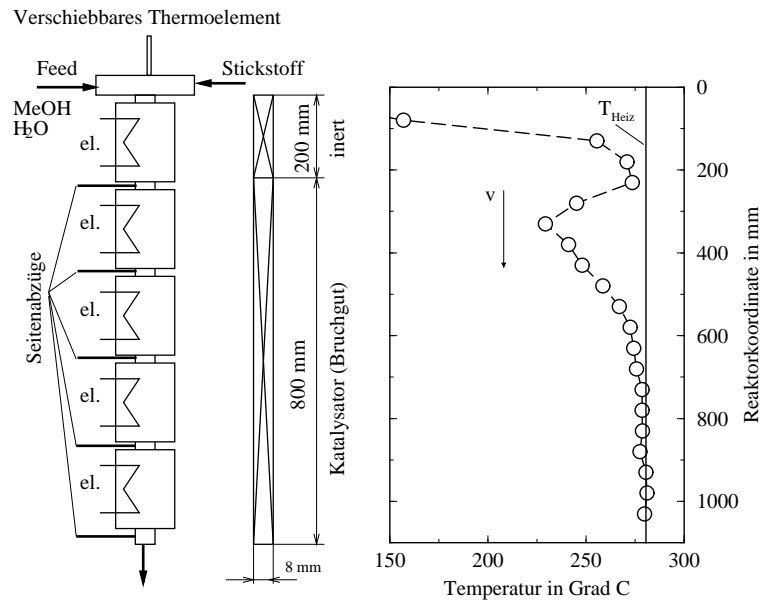 Verschiebbares Thermoelement
Feed
Stickstoff
MeOH
H2O
el.
el.
el.
el.
el.
Seitenabzüge
200 mm
inert
800 mm
Katalysator (Bruchgut)
8 mm
T Heiz
v
0
200
400
600
800
1000
Reaktorkoordinate in mm
150
200
250
300
Temperatur in Grad C